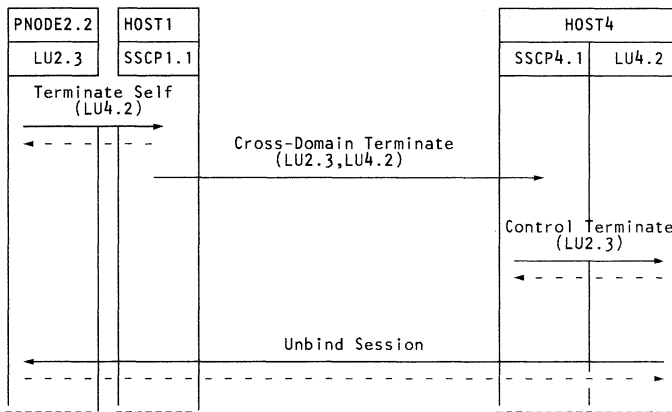 PNODE2.2 HOST1 HOST4
LU2.3 SSCP1.1 SSCP4.1 LU4.2
Terminate Self
(LU4.2)
Cross-Domain Terminate
(LU2.3,LU4.2)
Control Terminate
(LU2.3)
Unbind Session